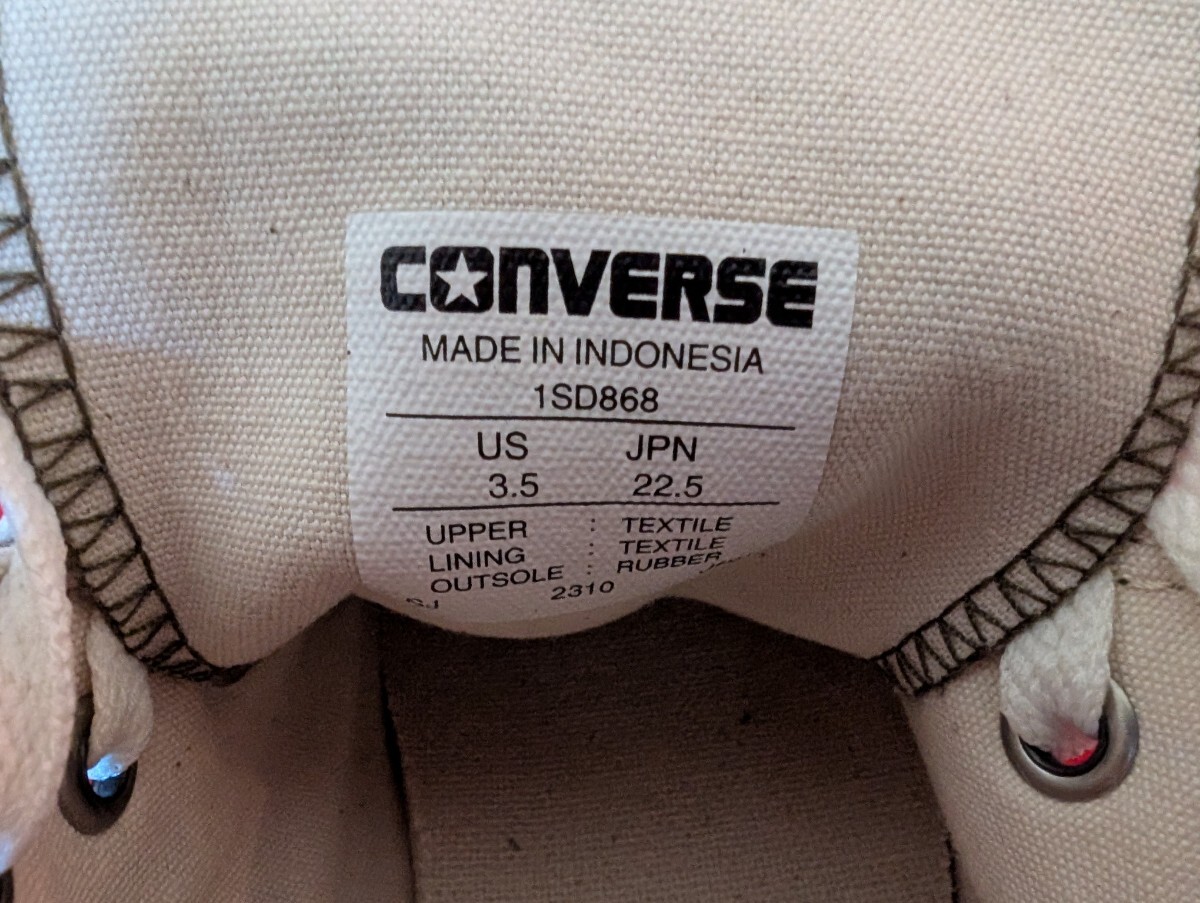 CONVERSE
MADE IN INDONESIA
1SD868
US JPN
3.5 22.5
UPPER : TEXTILE
LINING : TEXTILE
OUTSOLE : RUBBER
2310